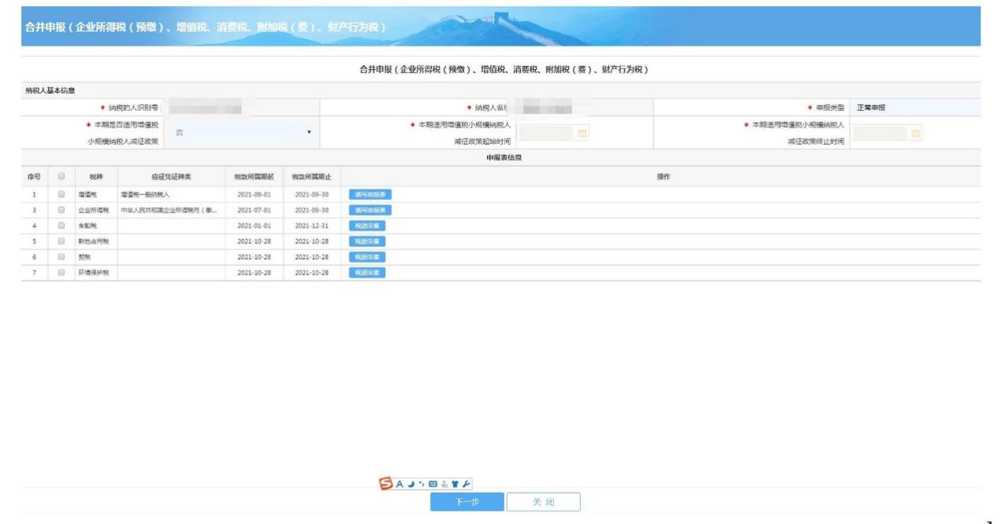 合并申报（企业所得税（预缴）、增值税、消费税、附加税（费）、财产行为税）
合并申报（企业所得税（预缴）、增值税、消费税、附加税（费）、财产行为税）
纳税人基本信息
* 纳税的人识别号 * 纳税人名称 * 申报类型 正常申报
* 本期是否适用增值税小规模纳税人减征政策 否 * 本期适用增值税小规模纳税人减征政策起始时间 * 本期适用增值税小规模纳税人减征政策终止时间
申报表信息
序号 税种 应征凭证种类 税款所属期起 税款所属期止 操作
1 增值税 增值税一般纳税人 2021-09-01 2021-09-30 填写申报表
3 企业所得税 中华人民共和国企业所得税月（季... 2021-07-01 2021-09-30 填写申报表
4 车船税 2021-01-01 2021-12-31 税源采集
5 耕地占用税 2021-10-28 2021-10-28 税源采集
6 契税 2021-10-28 2021-10-28 税源采集
7 环境保护税 2021-10-28 2021-10-28 税源采集
S A
下一步 关 闭